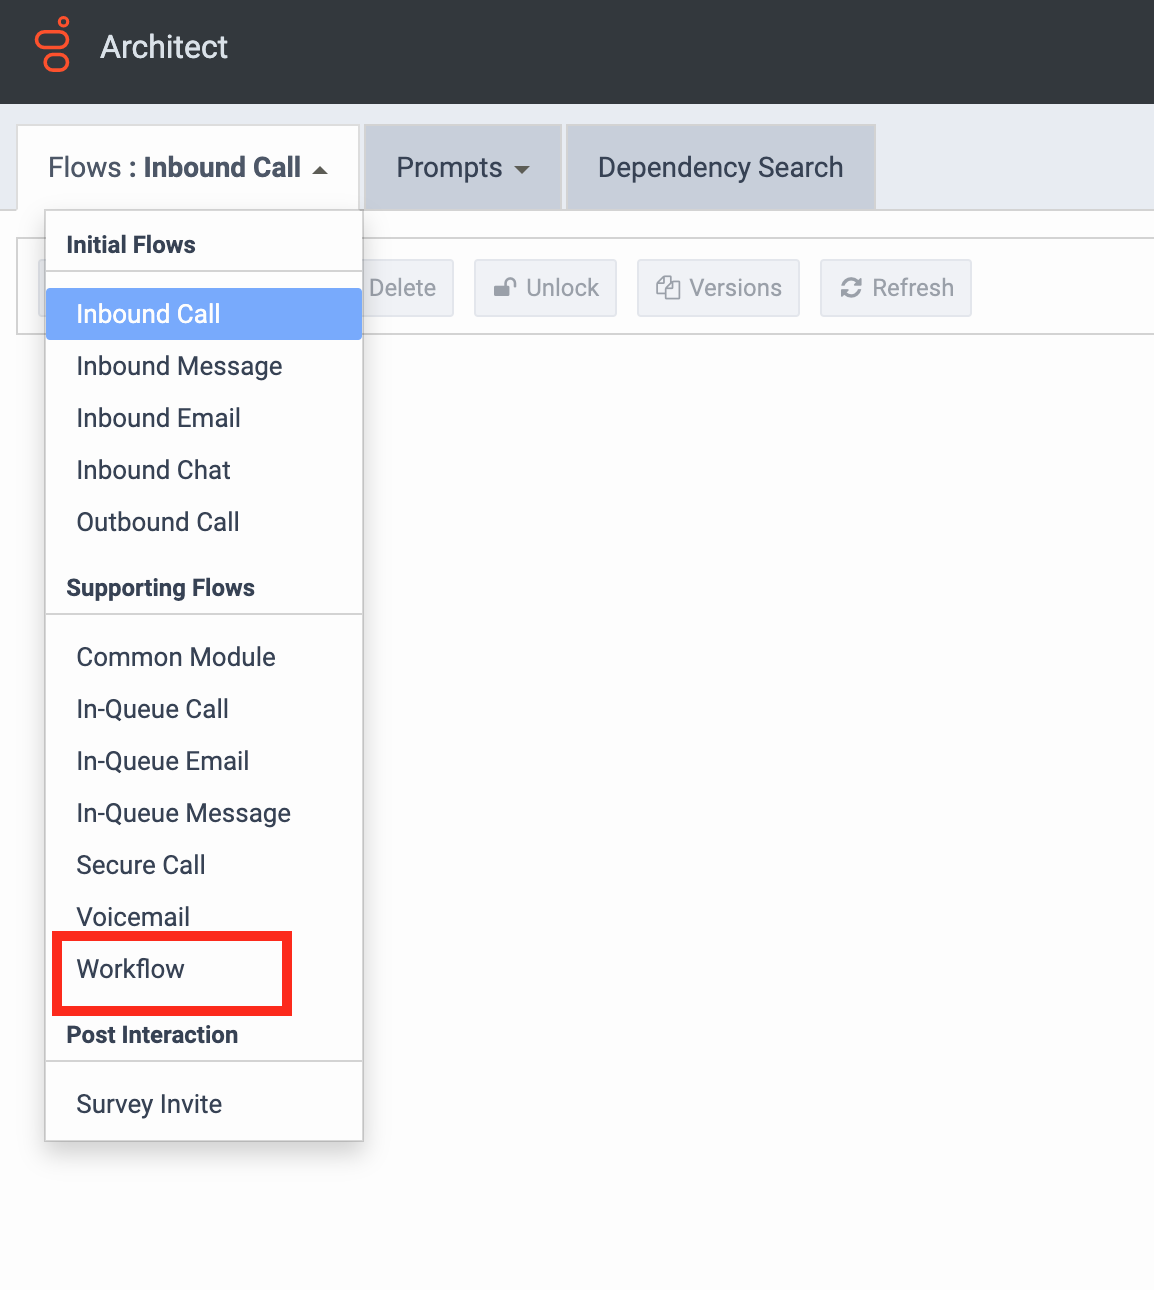 Architect
Flows : Inbound Call
Prompts
Dependency Search
Delete
Unlock
Versions
Refresh
Initial Flows
Inbound Call
Inbound Message
Inbound Email
Inbound Chat
Outbound Call
Supporting Flows
Common Module
In-Queue Call
In-Queue Email
In-Queue Message
Secure Call
Voicemail
Workflow
Post Interaction
Survey Invite